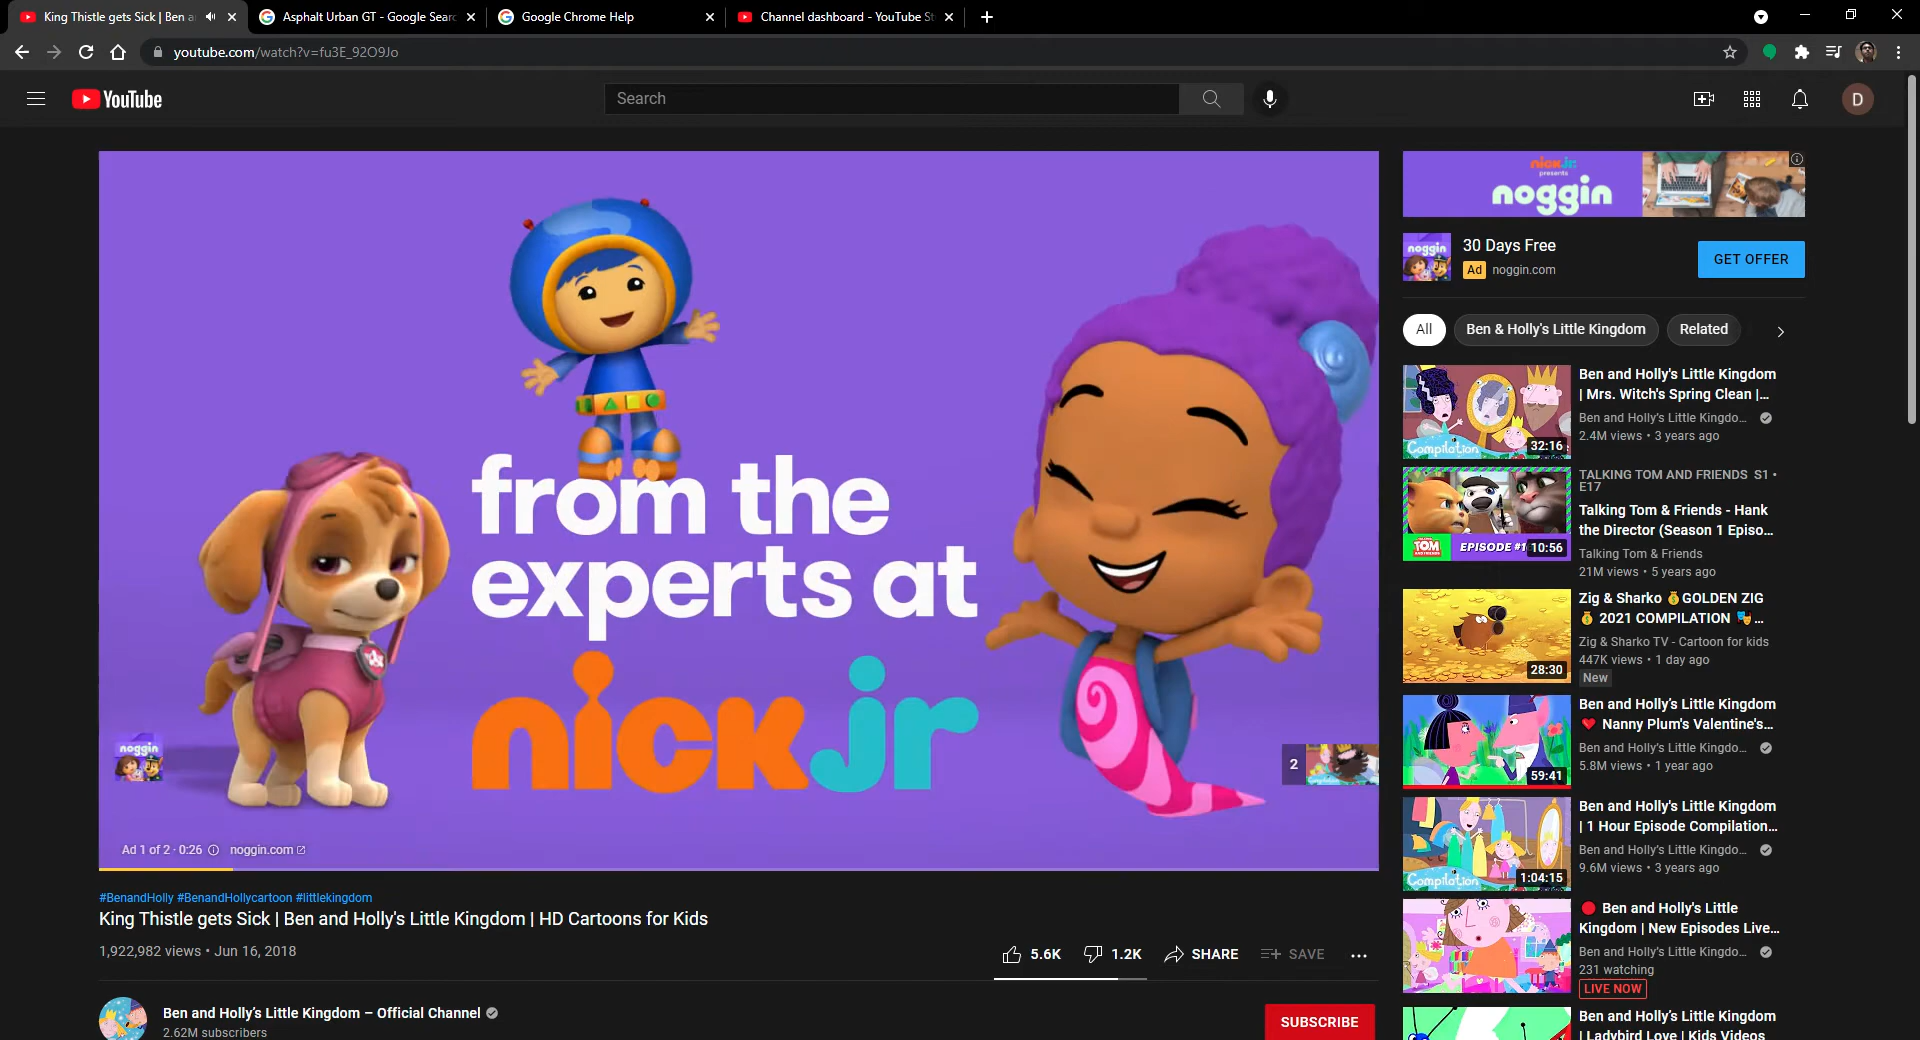 King Thistle gets Sick | Ben a
Asphalt Urban GT - Google Sear
Google Chrome Help
Channel dashboard - YouTube St
youtube.com/watch?v=fu3E_92O9Jo
YouTube
Search
D
from the
experts at
nick jr
noggin
2
Ad 1 of 2 · 0:26
noggin.com
#BenandHolly #BenandHollycartoon #littlekingdom
King Thistle gets Sick | Ben and Holly's Little Kingdom | HD Cartoons for Kids
1,922,982 views • Jun 16, 2018
5.6K
1.2K
SHARE
SAVE
Ben and Holly's Little Kingdom – Official Channel
2.62M subscribers
SUBSCRIBE
nick jr.
presents
noggin
noggin
30 Days Free
Ad noggin.com
GET OFFER
All
Ben & Holly's Little Kingdom
Related
Compilation
32:16
Ben and Holly's Little Kingdom
| Mrs. Witch's Spring Clean |...
Ben and Holly's Little Kingdo...
2.4M views • 3 years ago
TALKING TOM
EPISODE #1
10:56
TALKING TOM AND FRIENDS S1 •
E17
Talking Tom & Friends - Hank
the Director (Season 1 Episo...
Talking Tom & Friends
21M views • 5 years ago
28:30
Zig & Sharko 💰GOLDEN ZIG
💰 2021 COMPILATION 🎭...
Zig & Sharko TV - Cartoon for kids
447K views • 1 day ago
New
59:41
Ben and Holly's Little Kingdom
❤️ Nanny Plum's Valentine's...
Ben and Holly's Little Kingdo...
5.8M views • 1 year ago
Compilation
1:04:15
Ben and Holly's Little Kingdom
| 1 Hour Episode Compilation...
Ben and Holly's Little Kingdo...
9.6M views • 3 years ago
🔴 Ben and Holly's Little
Kingdom | New Episodes Live...
Ben and Holly's Little Kingdo...
231 watching
LIVE NOW
Ben and Holly's Little Kingdom
| Ladybird Love | Kids Videos